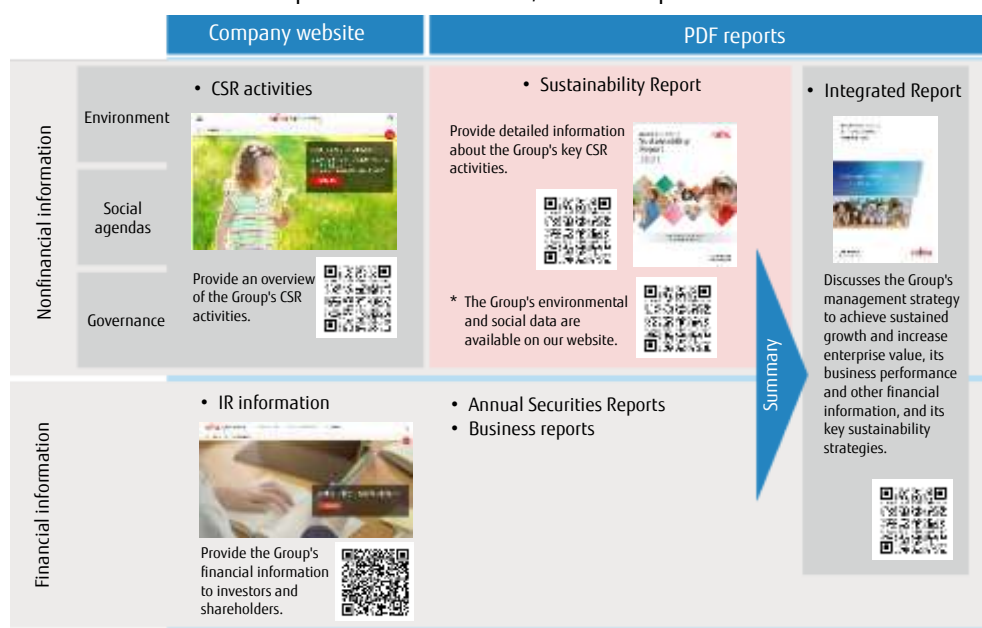 Company website
PDF reports
Nonfinancial information
Environment
Social
agendas
Governance
• CSR activities
Provide an overview
of the Group's CSR
activities.
• Sustainability Report
Provide detailed information
about the Group's key CSR
activities.
Sustainability
Report
2021
* The Group's environmental
and social data are
available on our website.
• Integrated Report
Discusses the Group's
management strategy
to achieve sustained
growth and increase
enterprise value, its
business performance
and other financial
information, and its
key sustainability
strategies.
Summary
Financial information
• IR information
Provide the Group's
financial information
to investors and
shareholders.
• Annual Securities Reports
• Business reports